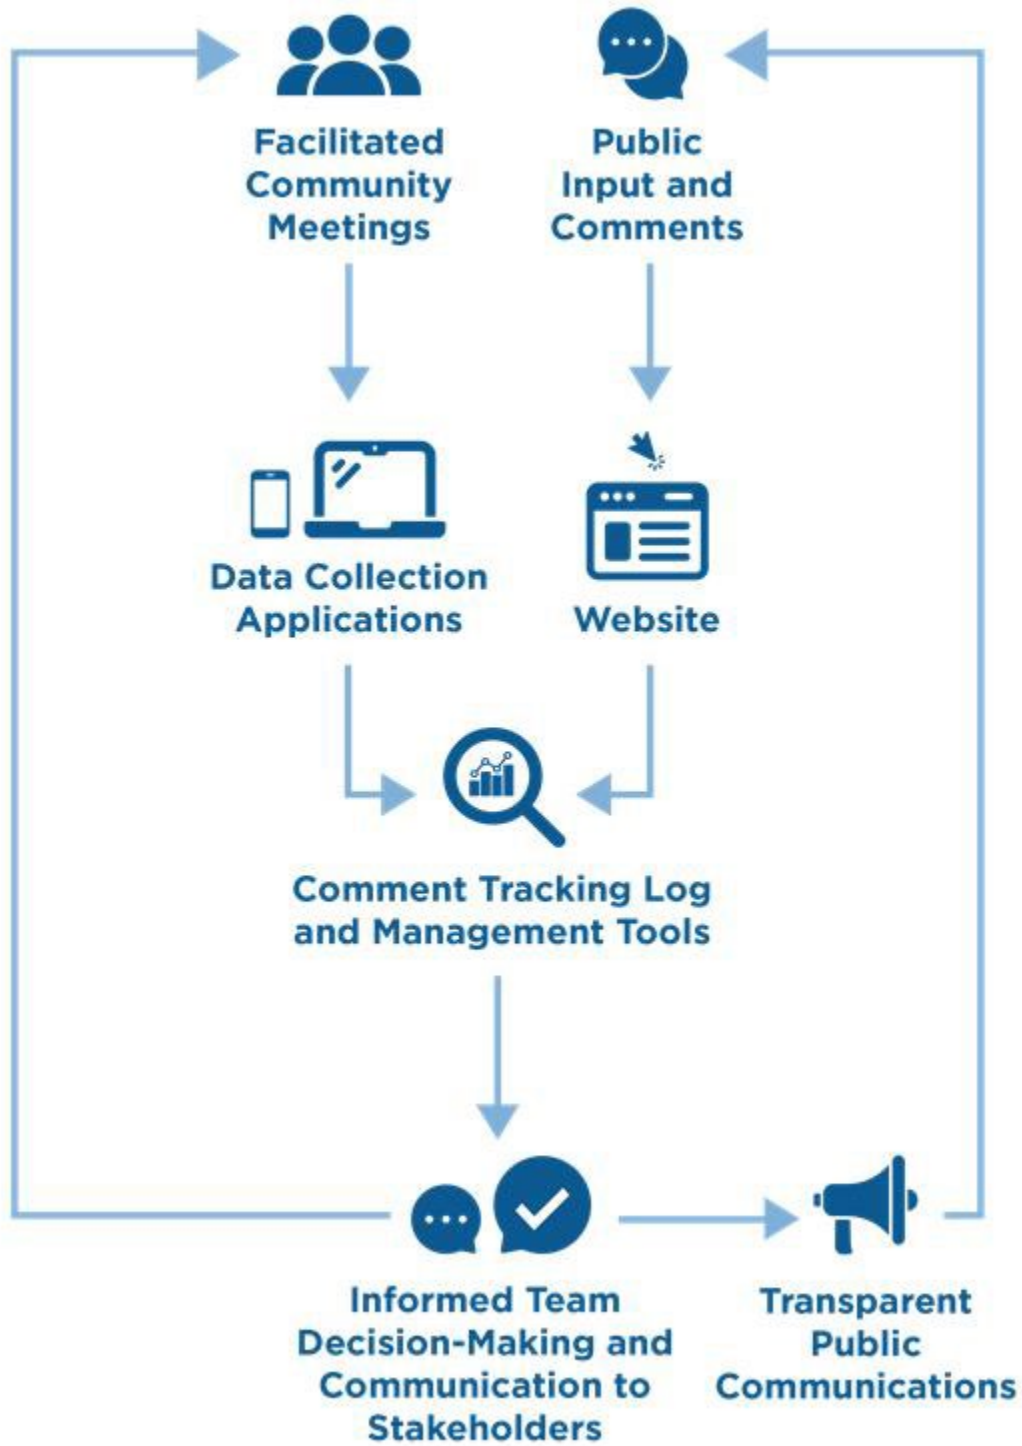 Facilitated
Community
Meetings
Public
Input and
Comments
Data Collection
Applications
Website
Comment Tracking Log
and Management Tools
Informed Team
Decision-Making and
Communication to
Stakeholders
Transparent
Public
Communications